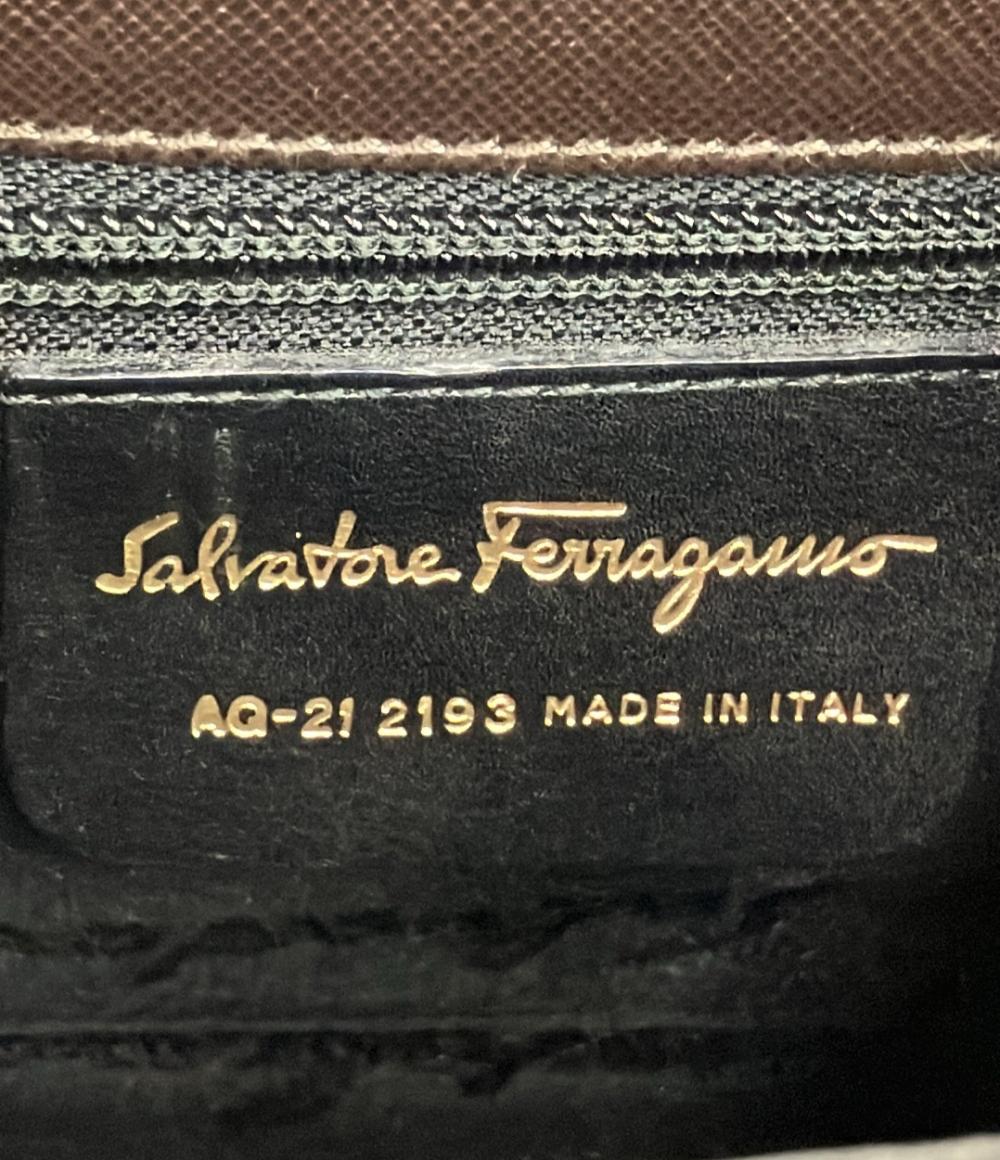 Salvatore Ferragamo
AQ-21 2193 MADE IN ITALY